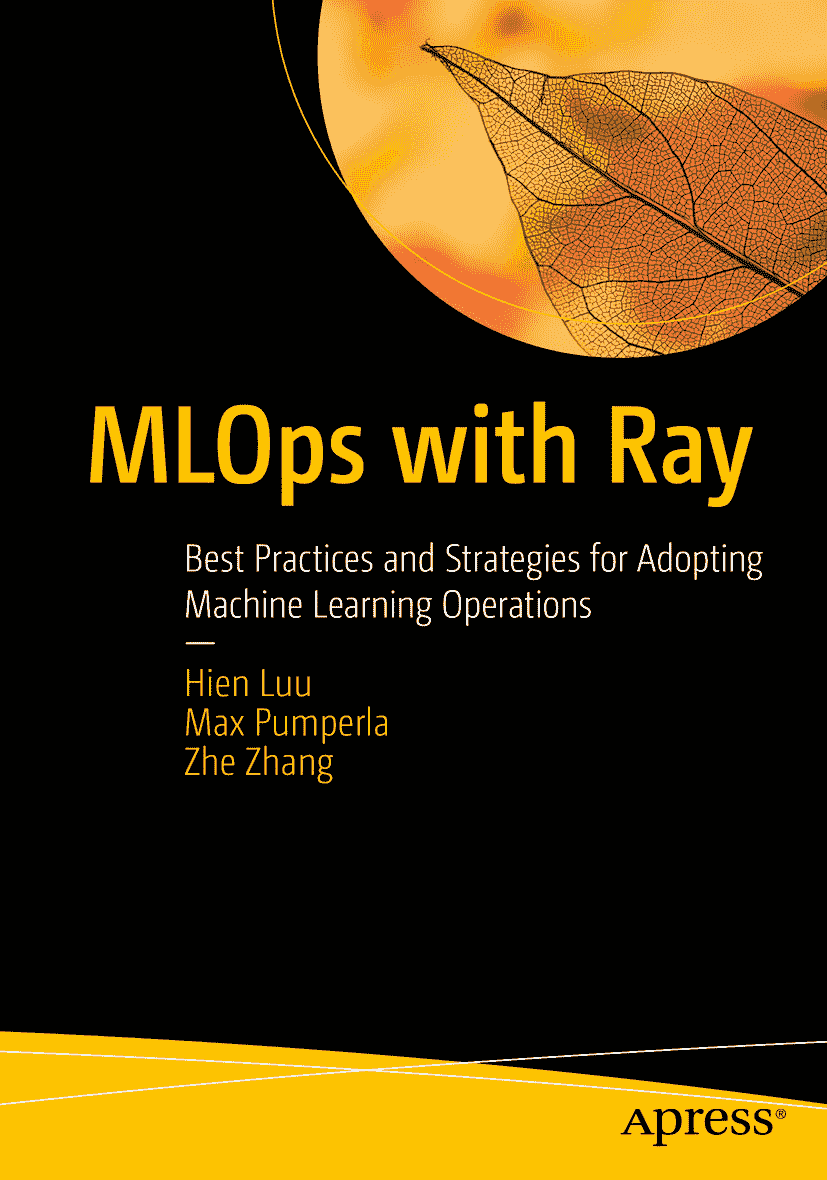 MLOps with Ray
Best Practices and Strategies for Adopting
Machine Learning Operations
Hien Luu
Max Pumperla
Zhe Zhang
Apress®